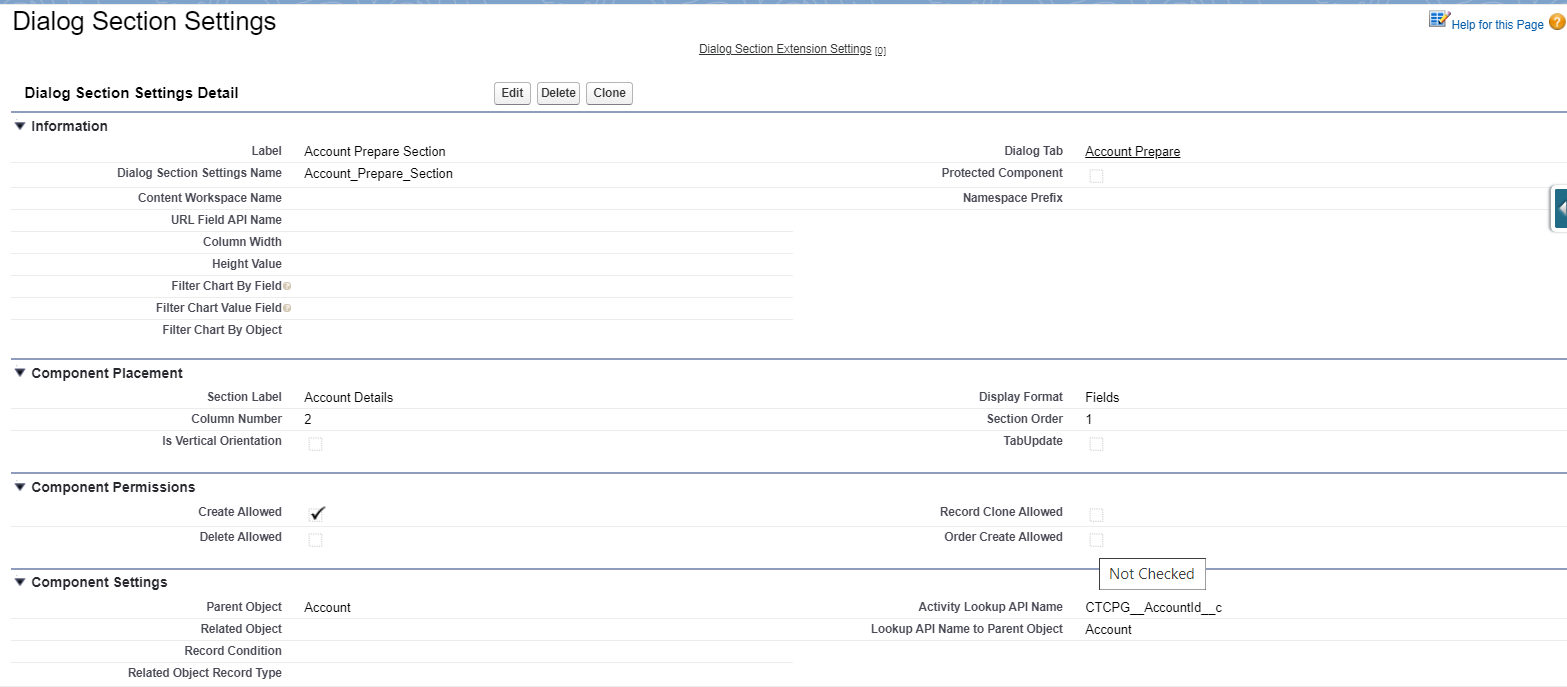 Dialog Section Settings
Help for this Page ?
Dialog Section Extension Settings [0]
Dialog Section Settings Detail Edit Delete Clone
Information
Label Account Prepare Section Dialog Tab Account Prepare
Dialog Section Settings Name Account_Prepare_Section Protected Component
Content Workspace Name Namespace Prefix
URL Field API Name
Column Width
Height Value
Filter Chart By Field ?
Filter Chart Value Field ?
Filter Chart By Object
Component Placement
Section Label Account Details Display Format Fields
Column Number 2 Section Order 1
Is Vertical Orientation TabUpdate
Component Permissions
Create Allowed Record Clone Allowed
Delete Allowed Order Create Allowed
Not Checked
Component Settings
Parent Object Account Activity Lookup API Name CTCPG__AccountId__c
Related Object Lookup API Name to Parent Object Account
Record Condition
Related Object Record Type